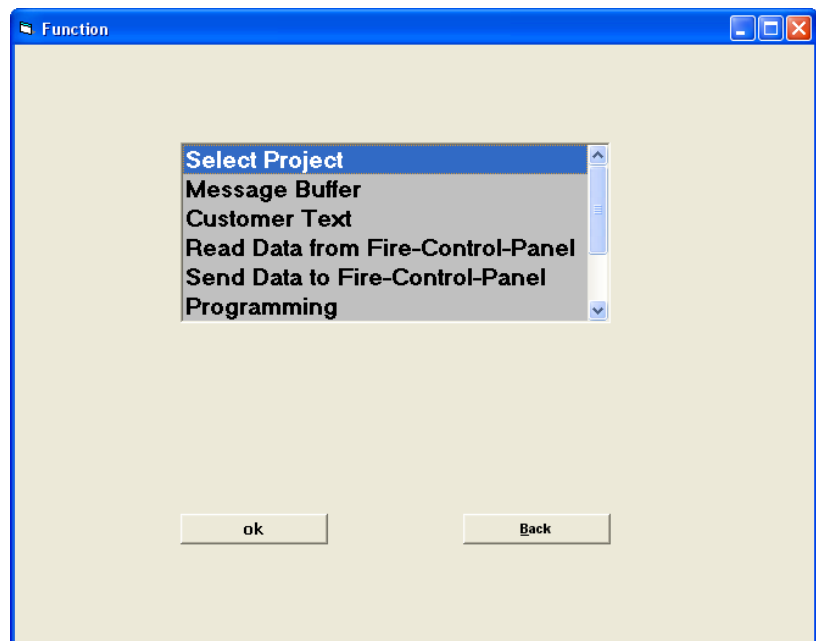 Function
Select Project
Message Buffer
Customer Text
Read Data from Fire-Control-Panel
Send Data to Fire-Control-Panel
Programming
ok
Back